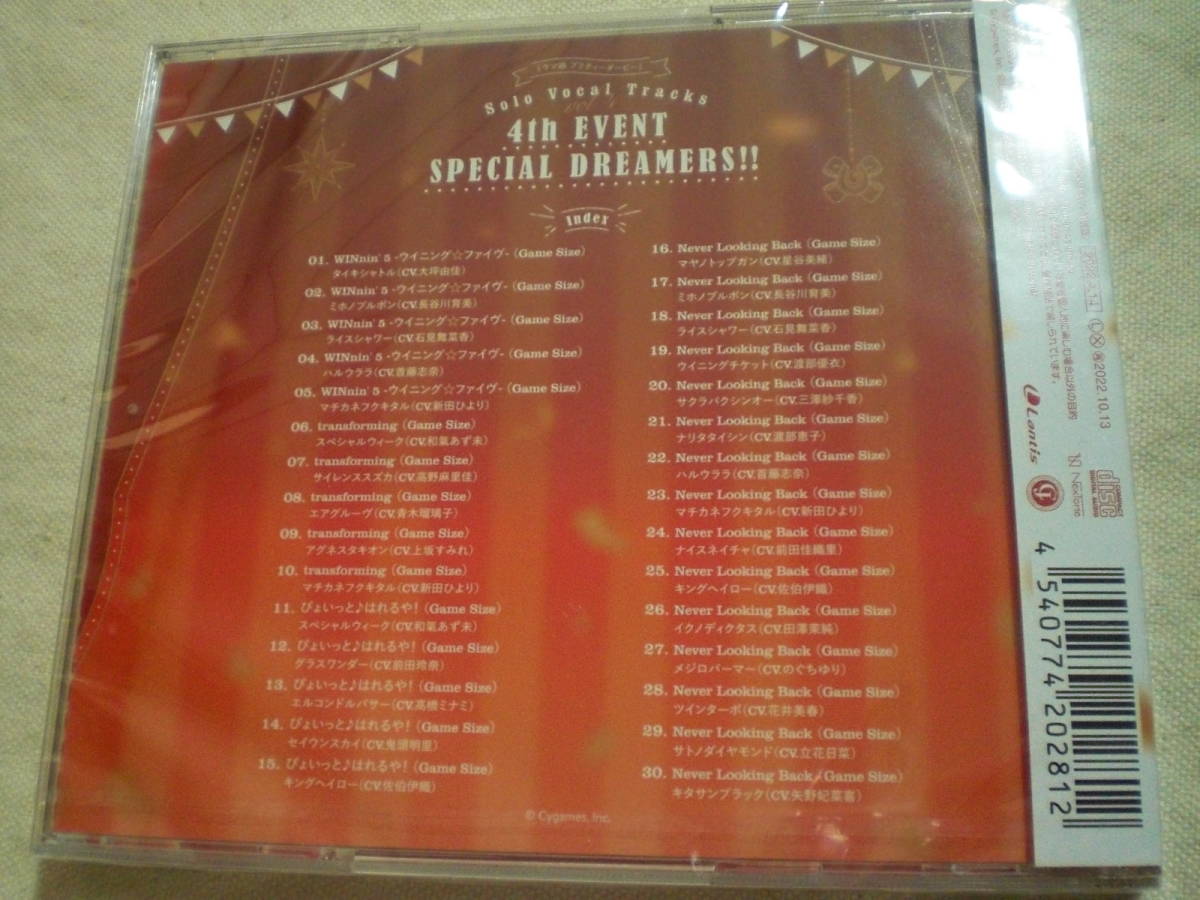 ウマ娘 プリティーダービー
Solo Vocal Tracks
vol.4
4th EVENT
SPECIAL DREAMERS!!
Index
01. WINnin' 5 -ウイニング☆ファイヴ- (Game Size)
タイキシャトル(CV.大坪由佳)
02. WINnin' 5 -ウイニング☆ファイヴ- (Game Size)
ミホノブルボン(CV.長谷川育美)
03. WINnin' 5 -ウイニング☆ファイヴ- (Game Size)
ライスシャワー(CV.石見舞菜香)
04. WINnin' 5 -ウイニング☆ファイヴ- (Game Size)
ハルウララ(CV.首藤志奈)
05. WINnin' 5 -ウイニング☆ファイヴ- (Game Size)
マチカネフクキタル(CV.新田ひより)
06. transforming (Game Size)
スペシャルウィーク(CV.和氣あず未)
07. transforming (Game Size)
サイレンススズカ(CV.高野麻里佳)
08. transforming (Game Size)
エアグルーヴ(CV.青木瑠璃子)
09. transforming (Game Size)
アグネスタキオン(CV.上坂すみれ)
10. transforming (Game Size)
マチカネフクキタル(CV.新田ひより)
11. ぴょいっと♪はれるや! (Game Size)
スペシャルウィーク(CV.和氣あず未)
12. ぴょいっと♪はれるや! (Game Size)
グラスワンダー(CV.前田玲奈)
13. ぴょいっと♪はれるや! (Game Size)
エルコンドルパサー(CV.髙橋ミナミ)
14. ぴょいっと♪はれるや! (Game Size)
セイウンスカイ(CV.鬼頭明里)
15. ぴょいっと♪はれるや! (Game Size)
キングヘイロー(CV.佐伯伊織)
16. Never Looking Back (Game Size)
マヤノトップガン(CV.星谷美緒)
17. Never Looking Back (Game Size)
ミホノブルボン(CV.長谷川育美)
18. Never Looking Back (Game Size)
ライスシャワー(CV.石見舞菜香)
19. Never Looking Back (Game Size)
ウイニングチケット(CV.渡部優衣)
20. Never Looking Back (Game Size)
サクラバクシンオー(CV.三澤紗千香)
21. Never Looking Back (Game Size)
ナリタタイシン(CV.渡部恵子)
22. Never Looking Back (Game Size)
ハルウララ(CV.首藤志奈)
23. Never Looking Back (Game Size)
マチカネフクキタル(CV.新田ひより)
24. Never Looking Back (Game Size)
ナイスネイチャ(CV.前田佳織里)
25. Never Looking Back (Game Size)
キングヘイロー(CV.佐伯伊織)
26. Never Looking Back (Game Size)
イクノディクタス(CV.田澤茉純)
27. Never Looking Back (Game Size)
メジロパーマー(CV.のぐちゆり)
28. Never Looking Back (Game Size)
ツインターボ(CV.花井美春)
29. Never Looking Back (Game Size)
サトノダイヤモンド(CV.立花日菜)
30. Never Looking Back (Game Size)
キタサンブラック(CV.矢野妃菜喜)
© Cygames, Inc.
2022.10.13
Lantis
NexTone
COMPACT
disc
DIGITAL AUDIO
4 540774 202812